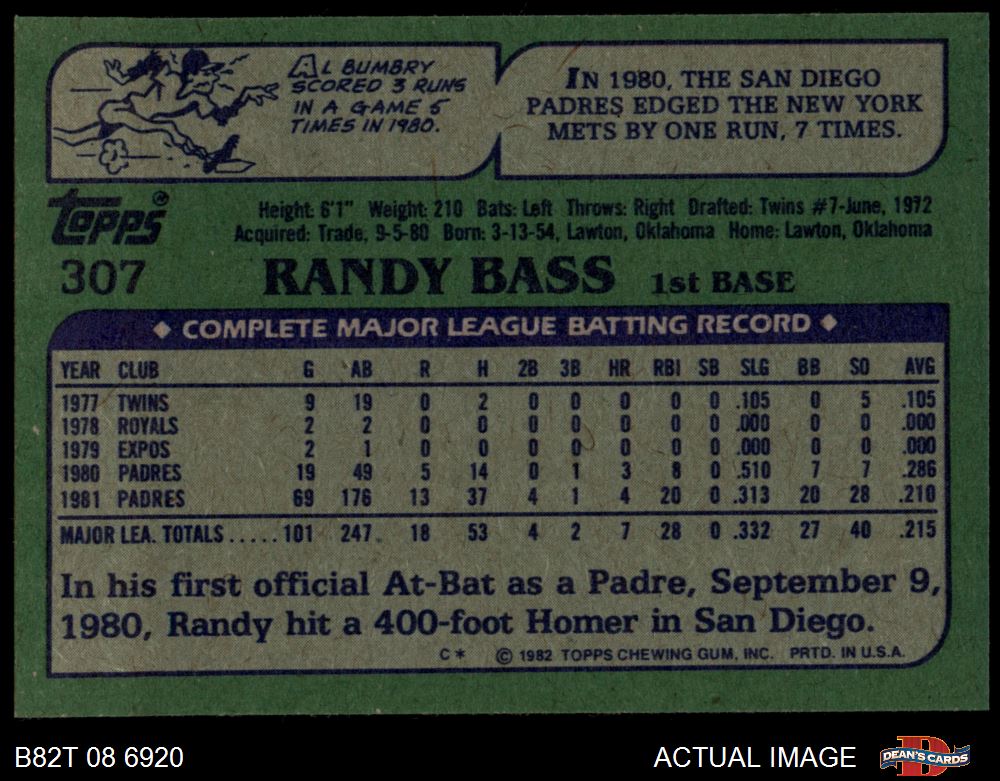 AL BUMBRY
SCORED 3 RUNS
IN A GAME 5
TIMES IN 1980.
IN 1980, THE SAN DIEGO
PADRES EDGED THE NEW YORK
METS BY ONE RUN, 7 TIMES.
Topps®
Height: 6'1" Weight: 210 Bats: Left Throws: Right Drafted: Twins #7-June, 1972
Acquired: Trade, 9-5-80 Born: 3-13-54, Lawton, Oklahoma Home: Lawton, Oklahoma
307 RANDY BASS 1st BASE
◆ COMPLETE MAJOR LEAGUE BATTING RECORD ◆
YEAR CLUB G AB R H 2B 3B HR RBI SB SLG BB SO AVG
1977 TWINS 9 19 0 2 0 0 0 0 0 .105 0 5 .105
1978 ROYALS 2 2 0 0 0 0 0 0 0 .000 0 0 .000
1979 EXPOS 2 1 0 0 0 0 0 0 0 .000 0 0 .000
1980 PADRES 19 49 5 14 0 1 3 8 0 .510 7 7 .286
1981 PADRES 69 176 13 37 4 1 4 20 0 .313 20 28 .210
MAJOR LEA. TOTALS.....101 247 18 53 4 2 7 28 0 .332 27 40 .215
In his first official At-Bat as a Padre, September 9,
1980, Randy hit a 400-foot Homer in San Diego.
C* © 1982 TOPPS CHEWING GUM, INC. PRTD. IN U.S.A.
B82T 08 6920 ACTUAL IMAGE D DEAN'S CARDS